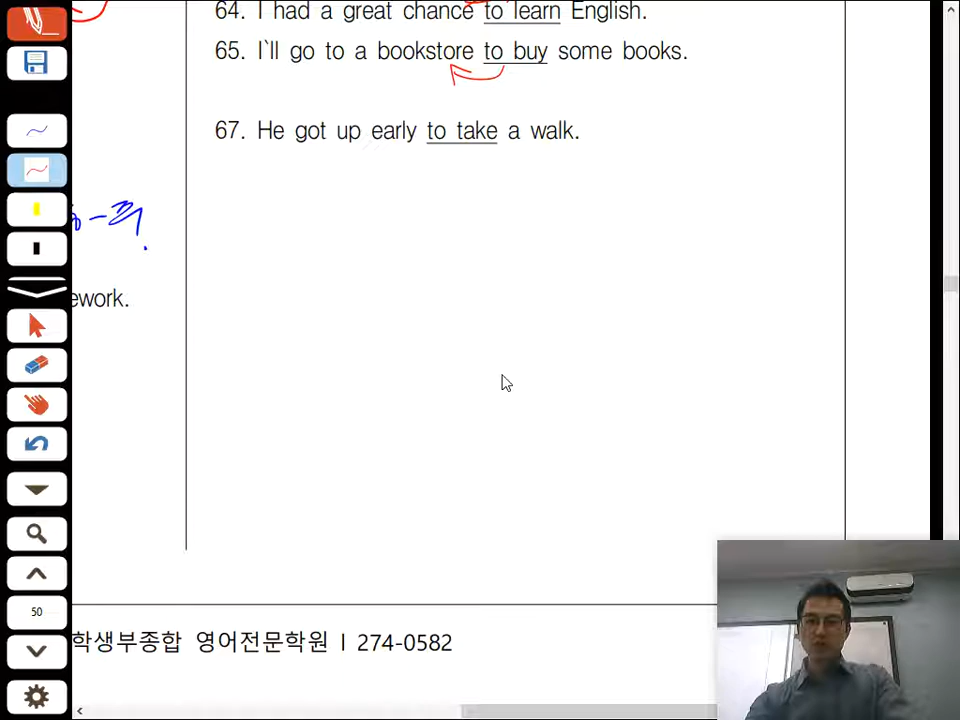 64. I had a great chance to learn English.
65. I`ll go to a bookstore to buy some books.
67. He got up early to take a walk.
ework.
50
학생부종합 영어전문학원 l 274-0582